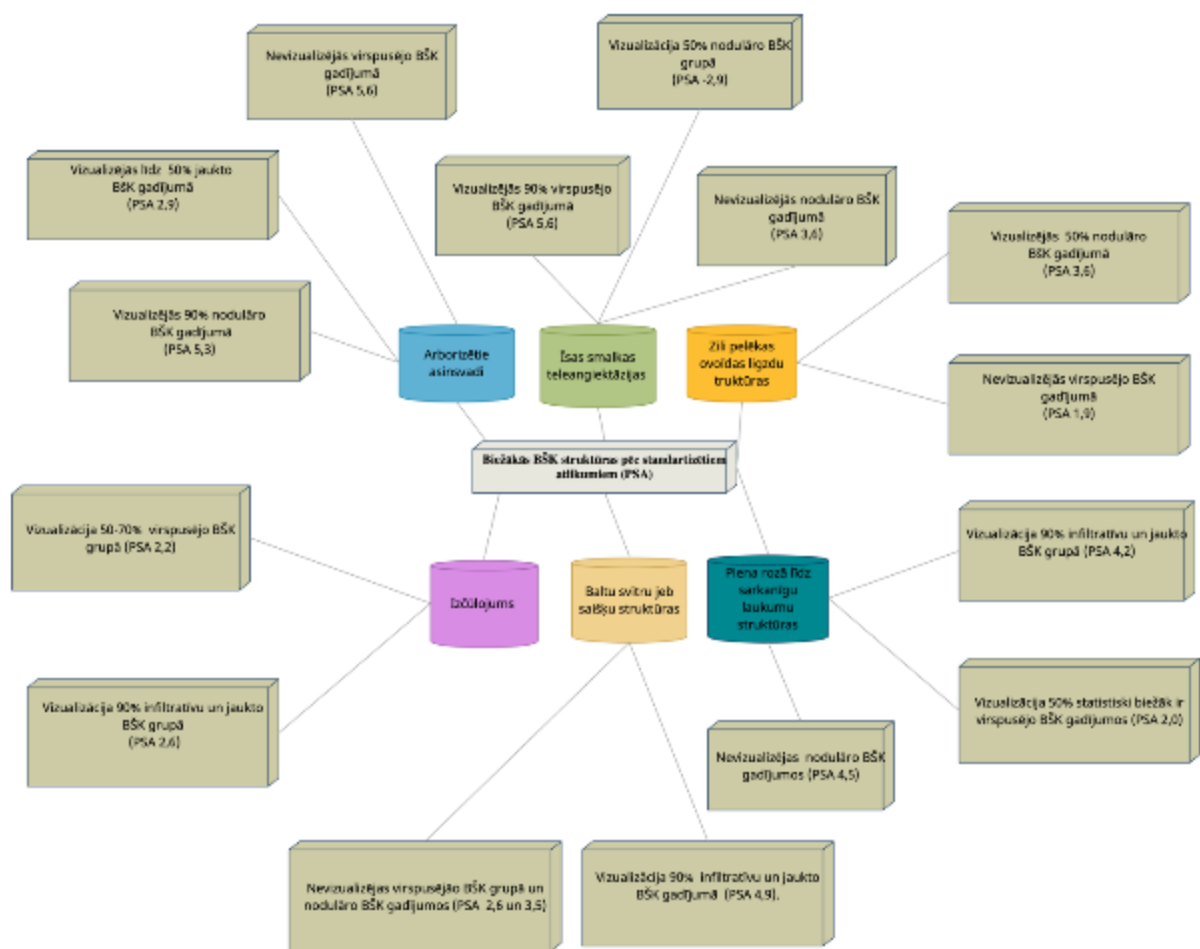 Nevizualizējās virspusējo BŠK
gadījumā
(PSA 5,6)
Vizualizācija 50% nodulāro BŠK
grupā
(PSA -2,9)
Vizualizējas līdz 50% jaukto
BŠK gadījumā
(PSA 2,9)
Vizualizējās 90% virspusējo
BŠK gadījumā
(PSA 5,6)
Nevizualizējās nodulāro BŠK
gadījumā
(PSA 3,6)
Vizualizējās 50% nodulāro
BŠK gadījumā
(PSA 3,6)
Vizualizējās 90% nodulāro
BŠK gadījumā
(PSA 5,3)
Arborizētie
asinsvadi
Īsas smalkas
teleangiektāzijas
Zili pelēkas
ovoidas ligzdu
truktūras
Nevizualizējās virspusējo BŠK
gadījumā
(PSA 1,9)
Biežākās BŠK struktūras pēc standartizētiem
atlikumiem (PSA)
Vizualizācija 50-70% virspusējo BŠK
grupā (PSA 2,2)
Vizualizācija 90% infiltratīvu un jaukto
BŠK grupā (PSA 4,2)
Izčūlojums
Baltu svītru jeb
saišķu struktūras
Piena rozā līdz
sarkanīgu
laukumu
struktūras
Vizualizācija 90% infiltratīvu un jaukto
BŠK grupā
(PSA 2,6)
Vizualizācija 50% statistiski biežāk ir
virspusējo BŠK gadījumos (PSA 2,0)
Nevizualizējas nodulāro BŠK
gadījumos (PSA 4,5)
Nevizualizējas virspusējāo BŠK grupā un
nodulāro BŠK gadījumos (PSA 2,6 un 3,5)
Vizualizācija 90% infiltratīvu un jaukto
BŠK gadījumā (PSA 4,9).